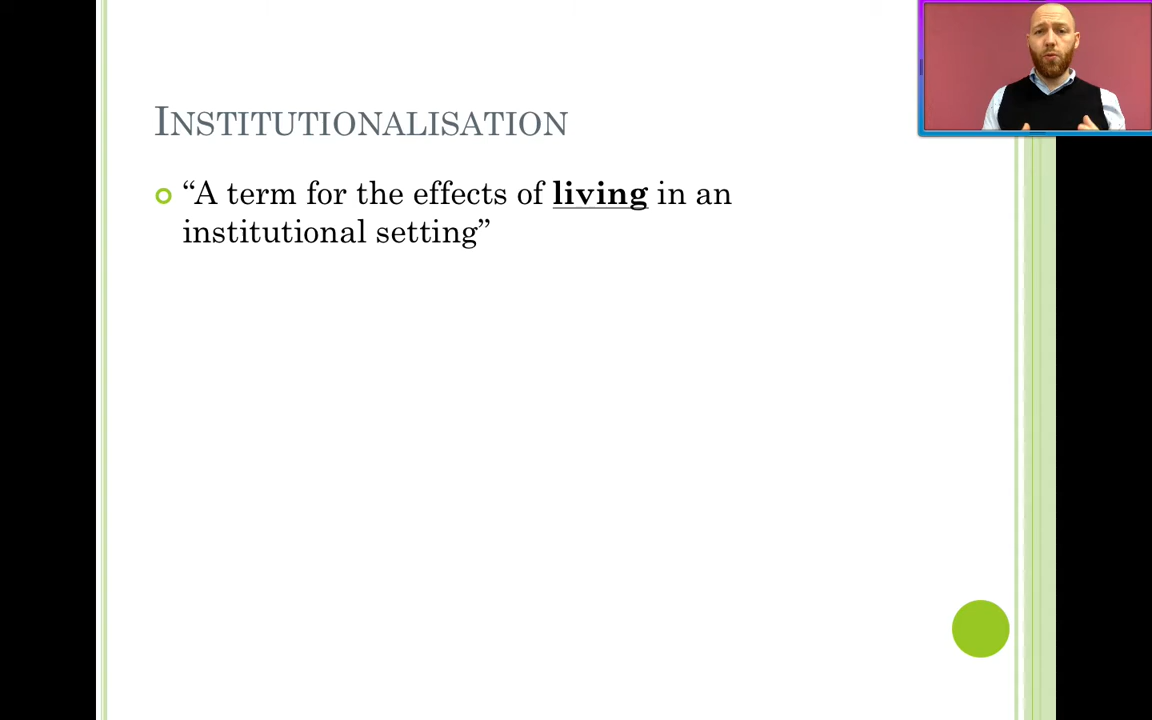 INSTITUTIONALISATION
“A term for the effects of living in an
institutional setting”